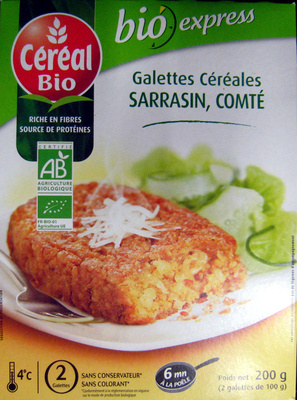 bio express
Céréal
Bio
RICHE EN FIBRES
SOURCE DE PROTÉINES
Galettes Céréales
SARRASIN, COMTÉ
CERTIFIÉ
AB
AGRICULTURE
BIOLOGIQUE
FR-BIO-01
Agriculture UE
4°C
2
Galettes
SANS CONSERVATEUR*
SANS COLORANT*
6 mn
À LA POÊLE
Poids net : 200 g
(2 galettes de 100 g)